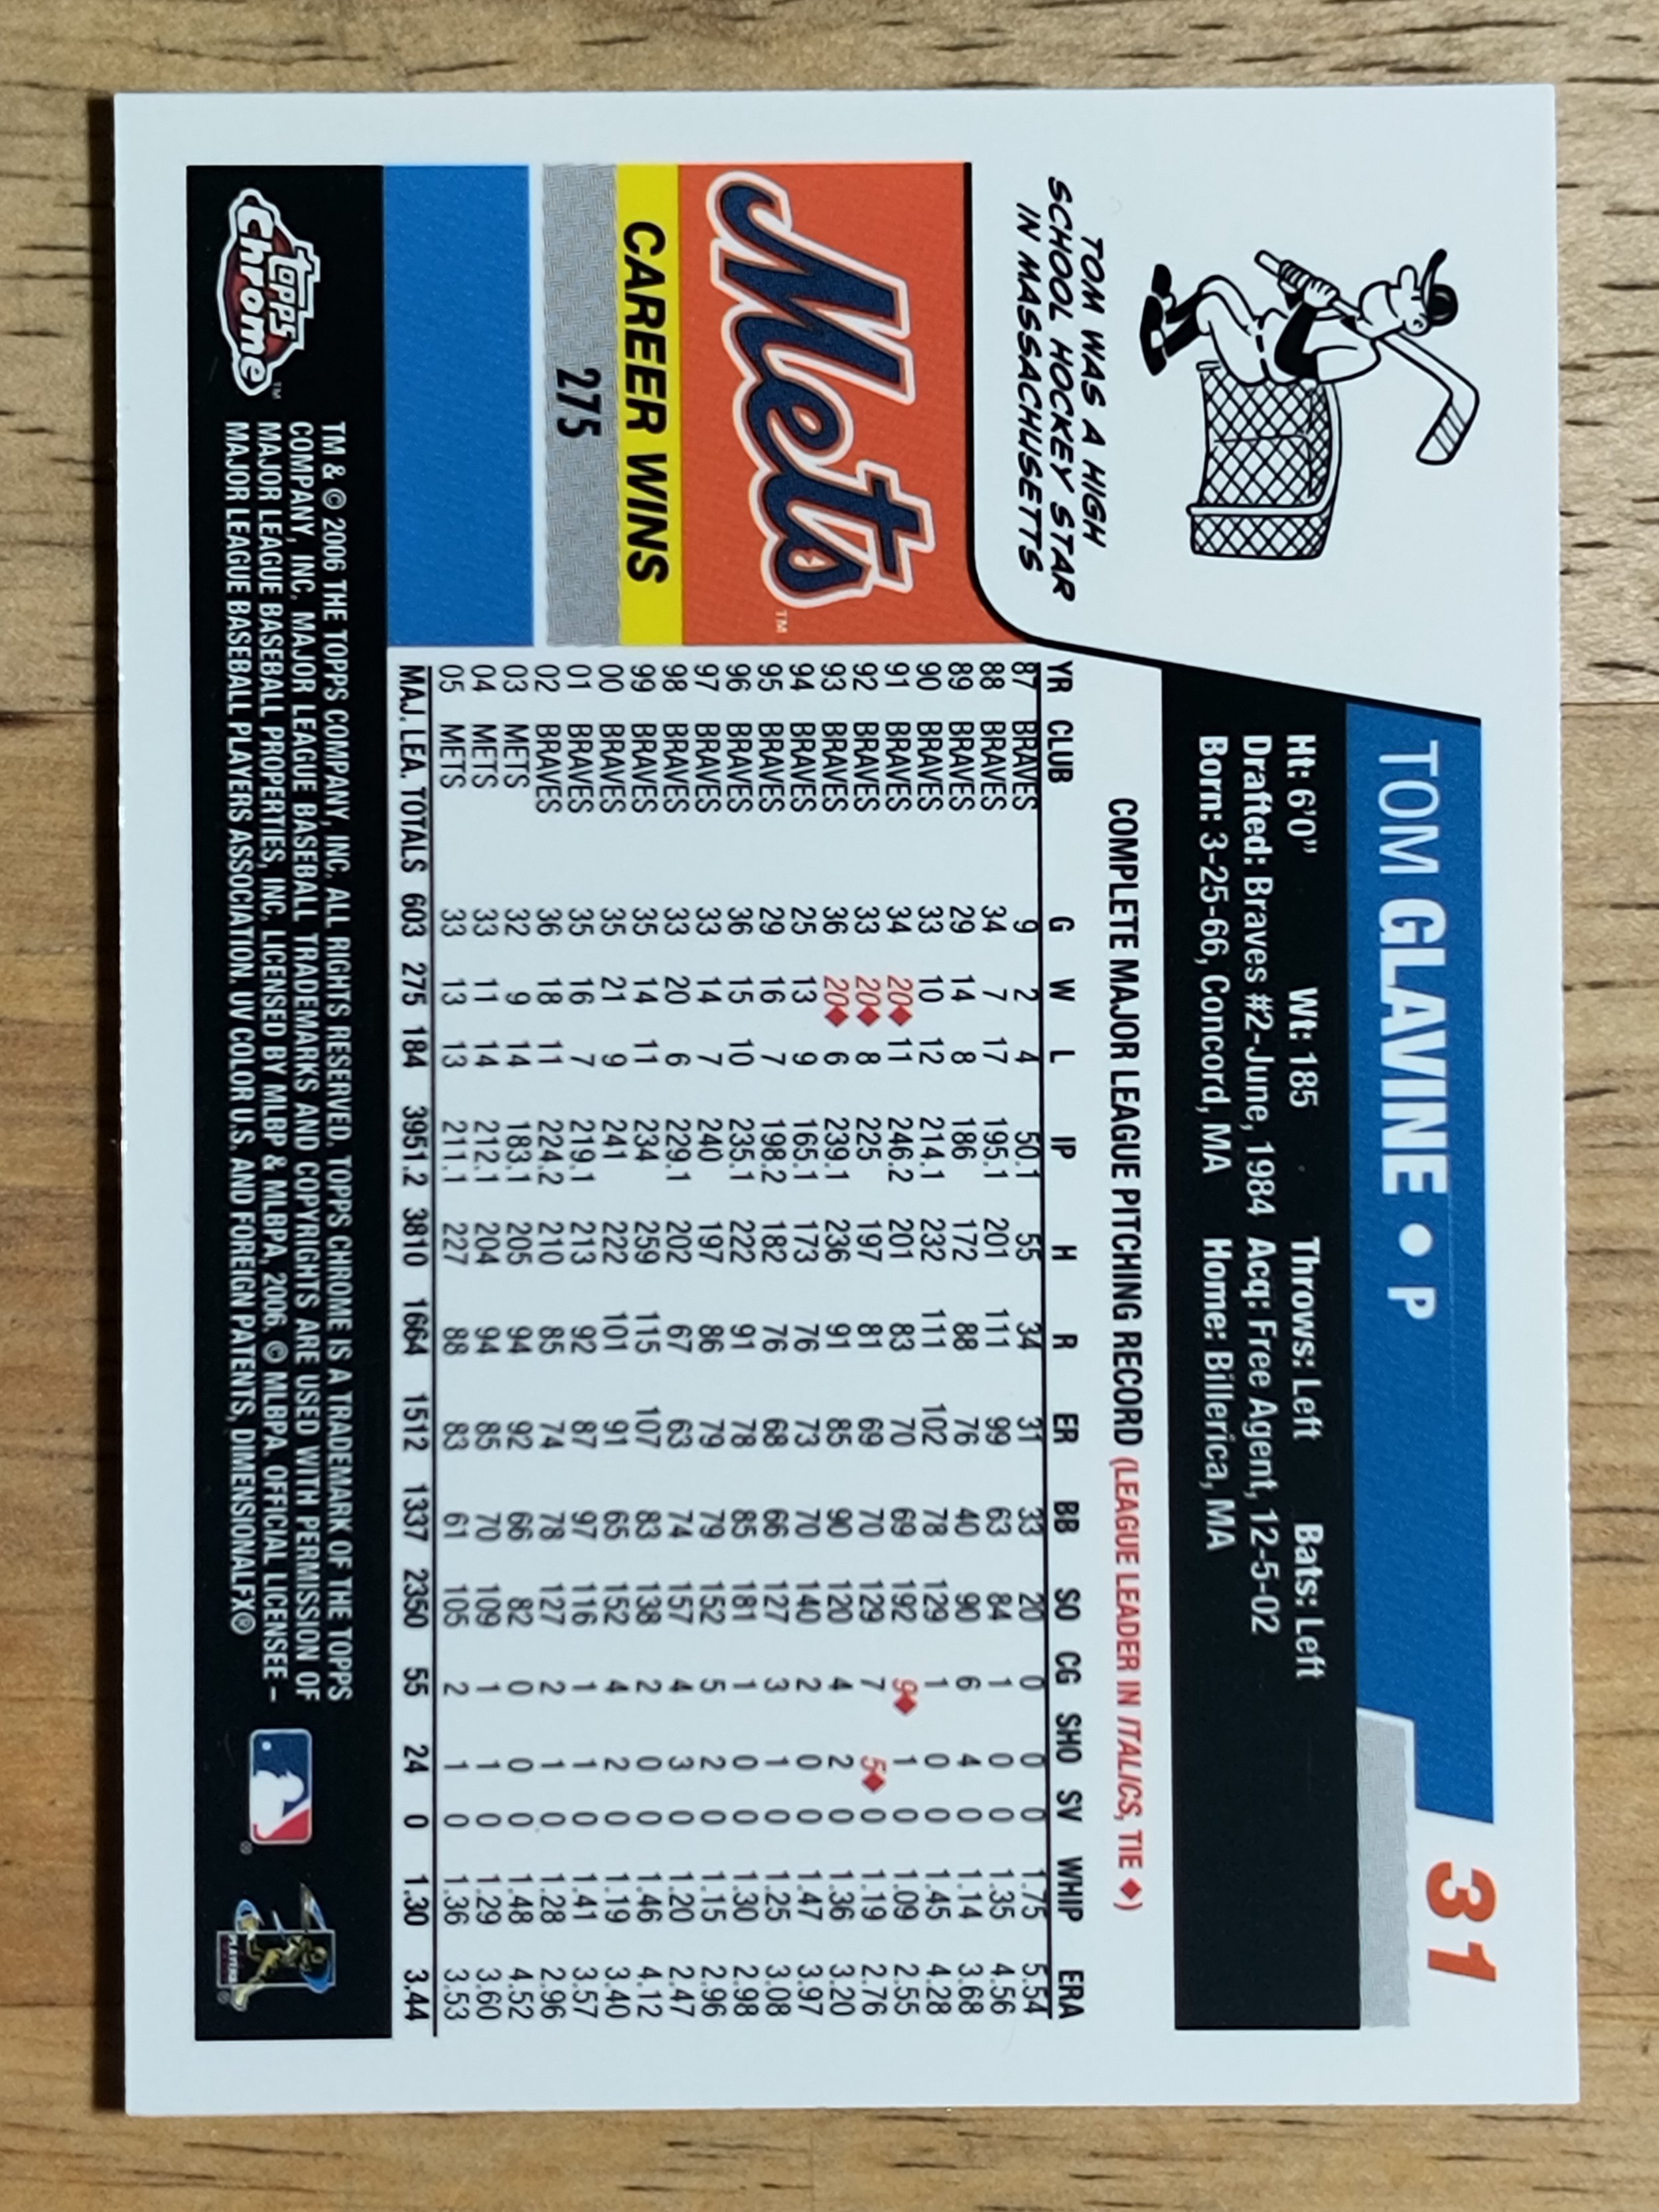 TOM WAS A HIGH
SCHOOL HOCKEY STAR
IN MASSACHUSETTS
31
TOM GLAVINE • P
Ht: 6'0" Wt: 185 Throws: Left Bats: Left
Drafted: Braves #2-June, 1984 Acq: Free Agent, 12-5-02
Born: 3-25-66, Concord, MA Home: Billerica, MA
Mets TM
CAREER WINS
275
COMPLETE MAJOR LEAGUE PITCHING RECORD (LEAGUE LEADER IN ITALICS, TIE ♦)
YR CLUB G W L IP H R ER BB SO CG SHO SV WHIP ERA
87 BRAVES 9 2 4 50.1 55 34 31 33 20 0 0 0 1.75 5.54
88 BRAVES 34 7 17 195.1 201 111 99 63 84 1 0 0 1.35 4.56
89 BRAVES 29 14 8 186 172 88 76 40 90 6 4 0 1.14 3.68
90 BRAVES 33 10 12 214.1 232 111 102 78 129 1 0 0 1.45 4.28
91 BRAVES 34 20♦ 11 246.2 201 83 70 69 192 9♦ 1 0 1.09 2.55
92 BRAVES 33 20♦ 8 225 197 81 69 70 129 7 5♦ 0 1.19 2.76
93 BRAVES 36 20♦ 6 239.1 236 91 85 90 120 4 2 0 1.36 3.20
94 BRAVES 25 13 9 165.1 173 76 73 70 140 2 0 0 1.47 3.97
95 BRAVES 29 16 7 198.2 182 76 68 66 127 3 1 0 1.25 3.08
96 BRAVES 36 15 10 235.1 222 91 78 85 181 1 0 0 1.30 2.98
97 BRAVES 33 14 7 240 197 86 79 79 152 5 2 0 1.15 2.96
98 BRAVES 33 20 6 229.1 202 67 63 74 157 4 3 0 1.20 2.47
99 BRAVES 35 14 11 234 259 115 107 83 138 2 0 0 1.46 4.12
00 BRAVES 35 21 9 241 222 101 91 65 152 4 2 0 1.19 3.40
01 BRAVES 35 16 7 219.1 213 92 87 97 116 1 1 0 1.41 3.57
02 BRAVES 36 18 11 224.2 210 85 74 78 127 2 1 0 1.28 2.96
03 METS 32 9 14 183.1 205 94 92 66 82 0 0 0 1.48 4.52
04 METS 33 11 14 212.1 204 94 85 70 109 1 1 0 1.29 3.60
05 METS 33 13 13 211.1 227 88 83 61 105 2 1 0 1.36 3.53
MAJ. LEA. TOTALS 603 275 184 3951.2 3810 1664 1512 1337 2350 55 24 0 1.30 3.44
Topps Chrome TM
TM & © 2006 THE TOPPS COMPANY, INC. ALL RIGHTS RESERVED. TOPPS CHROME IS A TRADEMARK OF THE TOPPS
COMPANY, INC. MAJOR LEAGUE BASEBALL TRADEMARKS AND COPYRIGHTS ARE USED WITH PERMISSION OF
MAJOR LEAGUE BASEBALL PROPERTIES, INC. LICENSED BY MLBP & MLBPA, 2006. © MLBPA, OFFICIAL LICENSEE –
MAJOR LEAGUE BASEBALL PLAYERS ASSOCIATION. UV COLOR U.S. AND FOREIGN PATENTS, DIMENSIONALFX®
®
PLAYERS
®